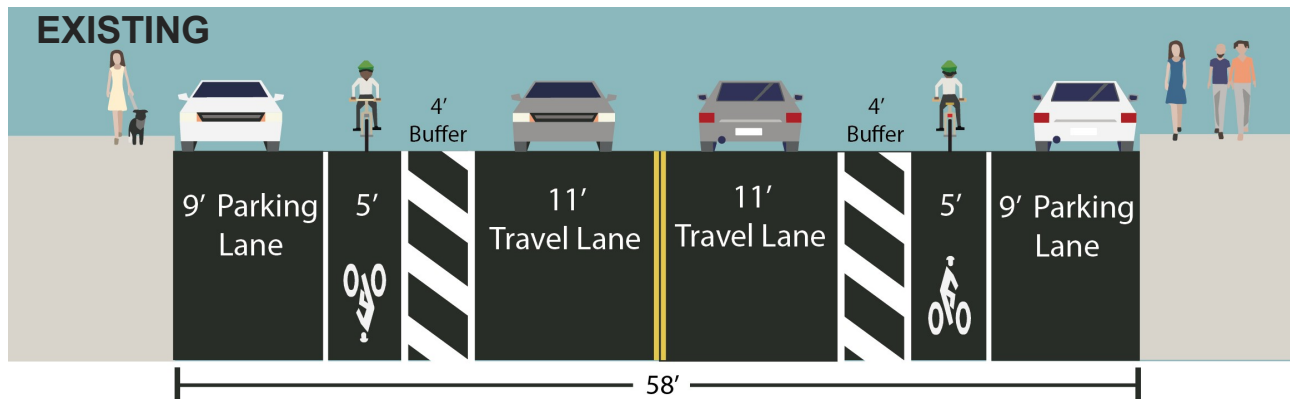 EXISTING
4’
Buffer
4’
Buffer
9’ Parking
Lane
5’
11’
Travel Lane
11’
Travel Lane
5’
9’ Parking
Lane
58’